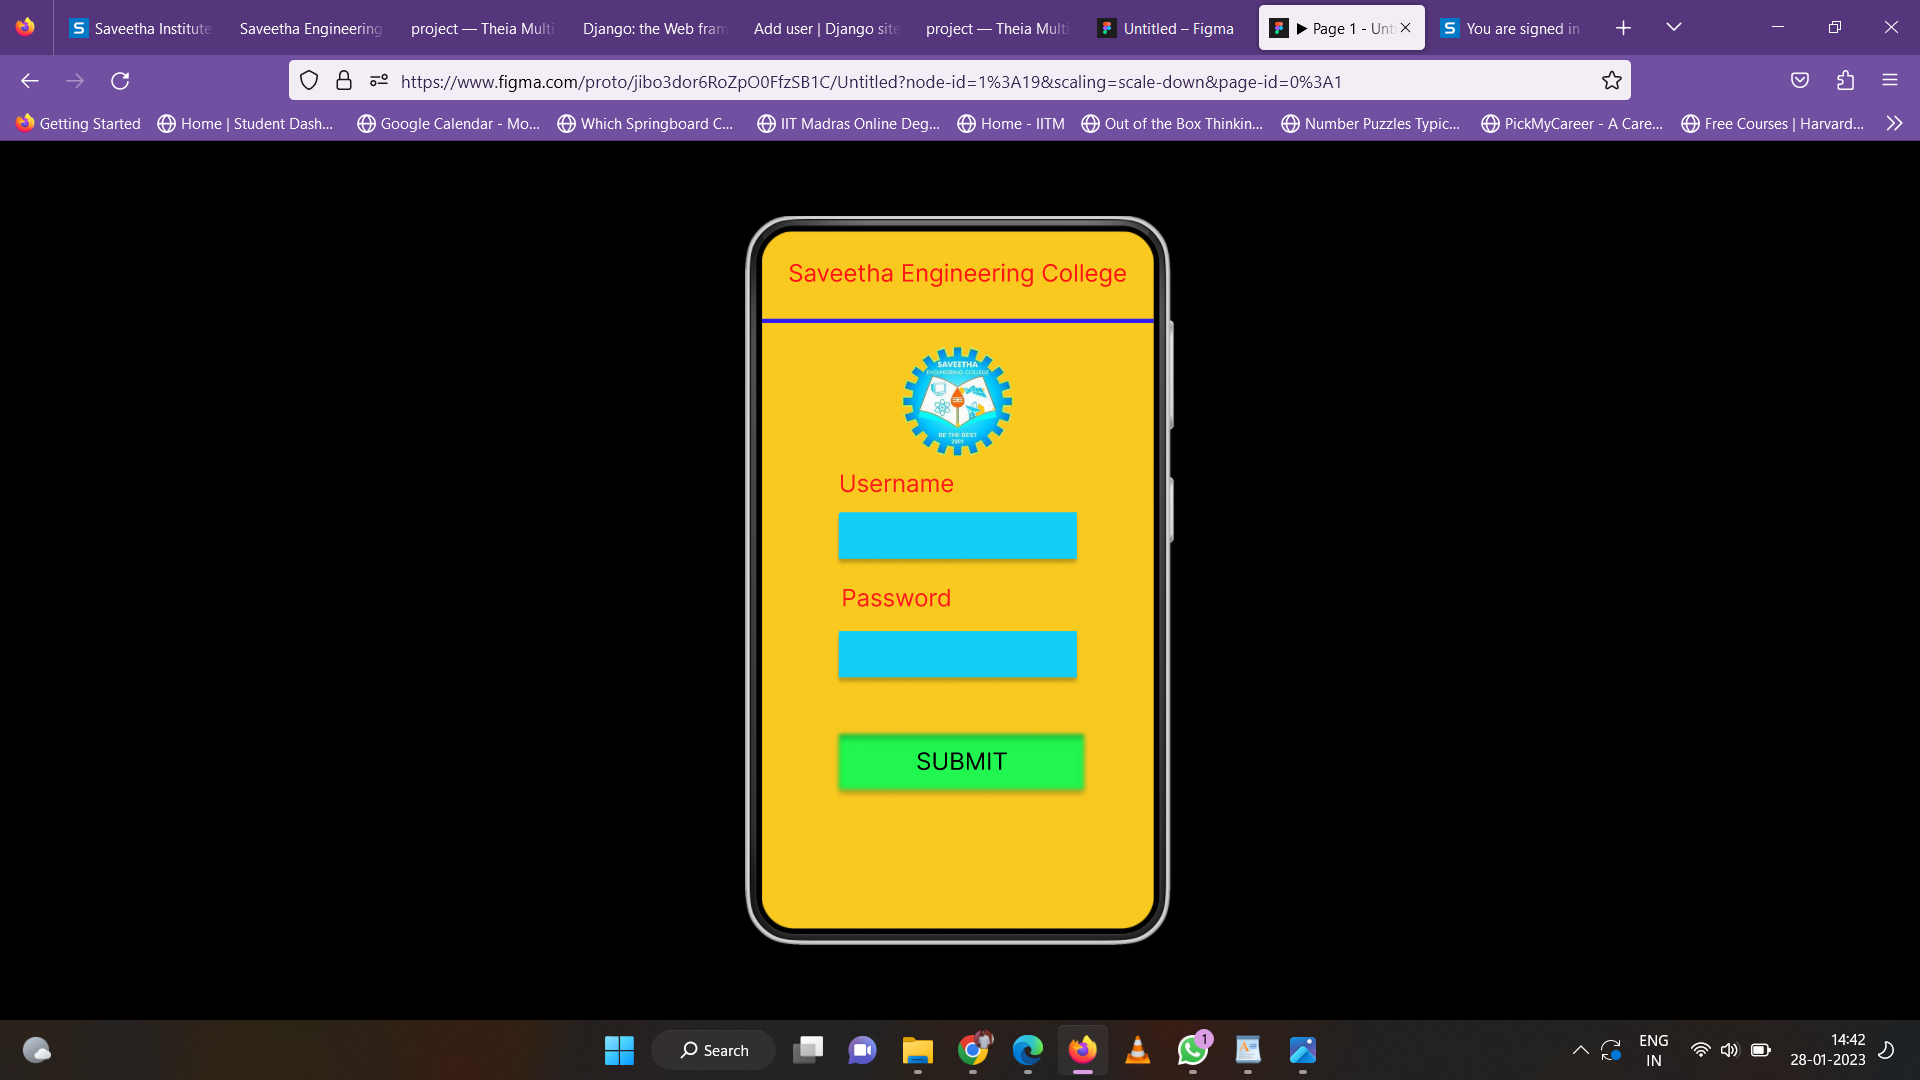 Saveetha Institute
Saveetha Engineering
project — Theia Multi
Django: the Web fram
Add user | Django site
project — Theia Multi
Untitled – Figma
Page 1 - Unti
You are signed in
https://www.figma.com/proto/jibo3dor6RoZpO0FfzSB1C/Untitled?node-id=1%3A19&scaling=scale-down&page-id=0%3A1
Getting Started
Home | Student Dash...
Google Calendar - Mo...
Which Springboard C...
IIT Madras Online Deg...
Home - IITM
Out of the Box Thinkin...
Number Puzzles Typic...
PickMyCareer - A Care...
Free Courses | Harvard...
Saveetha Engineering College
SAVEETHA
ENGINEERING COLLEGE
BE THE BEST
2001
Username
Password
SUBMIT
Search
1
ENG
IN
14:42
28-01-2023